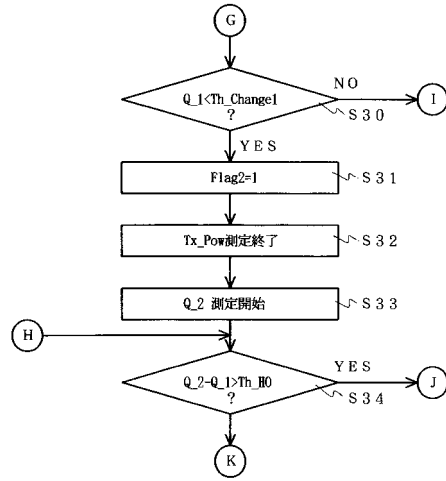 G
Q_1<Th_Change1
?
NO
I
S30
YES
Flag2=1
S31
Tx_Pow測定終了
S32
Q_2 測定開始
S33
H
Q_2-Q_1>Th_HO
?
YES
J
S34
K